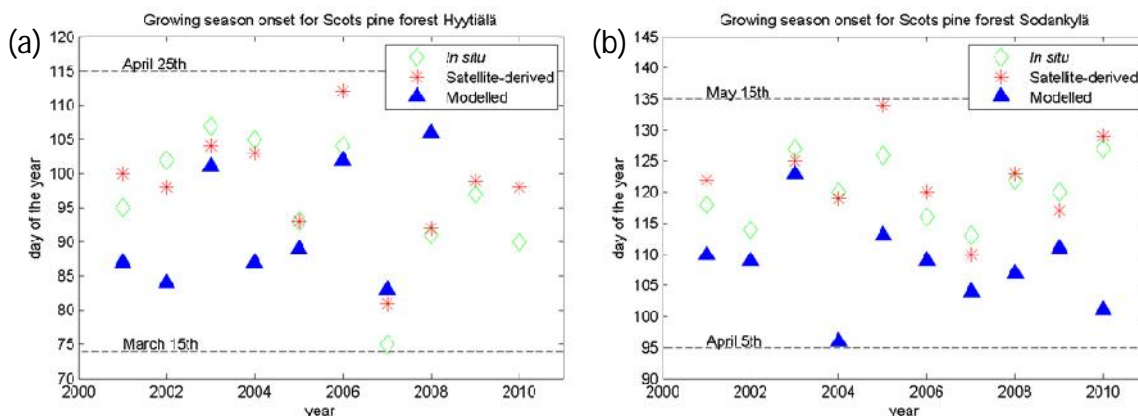 (a)
Growing season onset for Scots pine forest Hyytiälä
120
115
110
105
100
95
90
85
80
75
70
day of the year
April 25th
March 15th
In situ
Satellite-derived
Modelled
2000 2002 2004 2006 2008 2010
year
(b)
Growing season onset for Scots pine forest Sodankylä
145
140
135
130
125
120
115
110
105
100
95
90
day of the year
May 15th
April 5th
In situ
Satellite-derived
Modelled
2000 2002 2004 2006 2008 2010
year